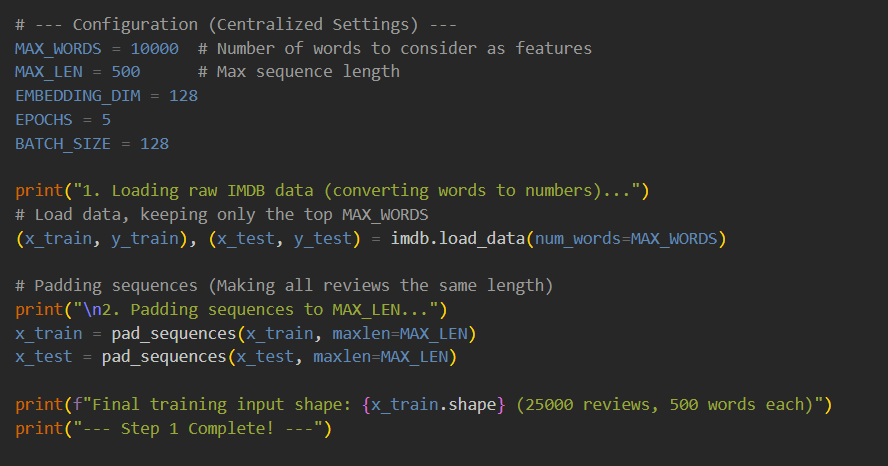 # --- Configuration (Centralized Settings) ---
MAX_WORDS = 10000  # Number of words to consider as features
MAX_LEN = 500      # Max sequence length
EMBEDDING_DIM = 128
EPOCHS = 5
BATCH_SIZE = 128

print("1. Loading raw IMDB data (converting words to numbers)...")
# Load data, keeping only the top MAX_WORDS
(x_train, y_train), (x_test, y_test) = imdb.load_data(num_words=MAX_WORDS)

# Padding sequences (Making all reviews the same length)
print("\n2. Padding sequences to MAX_LEN...")
x_train = pad_sequences(x_train, maxlen=MAX_LEN)
x_test = pad_sequences(x_test, maxlen=MAX_LEN)

print(f"Final training input shape: {x_train.shape} (25000 reviews, 500 words each)")
print("--- Step 1 Complete! ---")